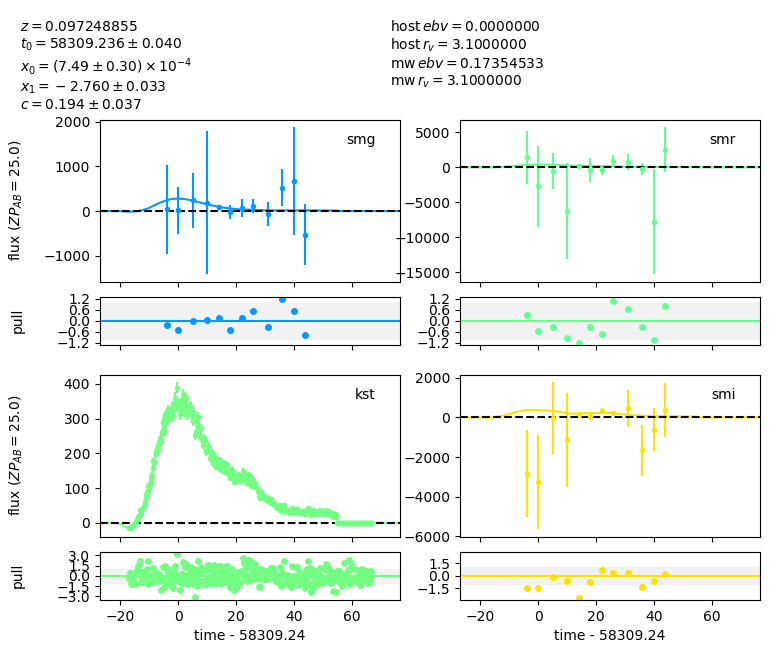 z = 0.097248855
t₀ = 58309.236 ± 0.040
x₀ = (7.49 ± 0.30) × 10⁻⁴
x₁ = −2.760 ± 0.033
c = 0.194 ± 0.037
host ebv = 0.0000000
host r_v = 3.1000000
mw ebv = 0.17354533
mw r_v = 3.1000000
flux (ZP_AB = 25.0)
2000
1000
0
−1000
smg
5000
0
−5000
−10000
−15000
smr
pull
1.2
0.6
0.0
−0.6
−1.2
1.2
0.6
0.0
−0.6
−1.2
flux (ZP_AB = 25.0)
400
300
200
100
0
kst
2000
0
−2000
−4000
−6000
smi
pull
3.0
1.5
0.0
−1.5
−3.0
1.5
0.0
−1.5
−20 0 20 40 60
−20 0 20 40 60
time - 58309.24
time - 58309.24